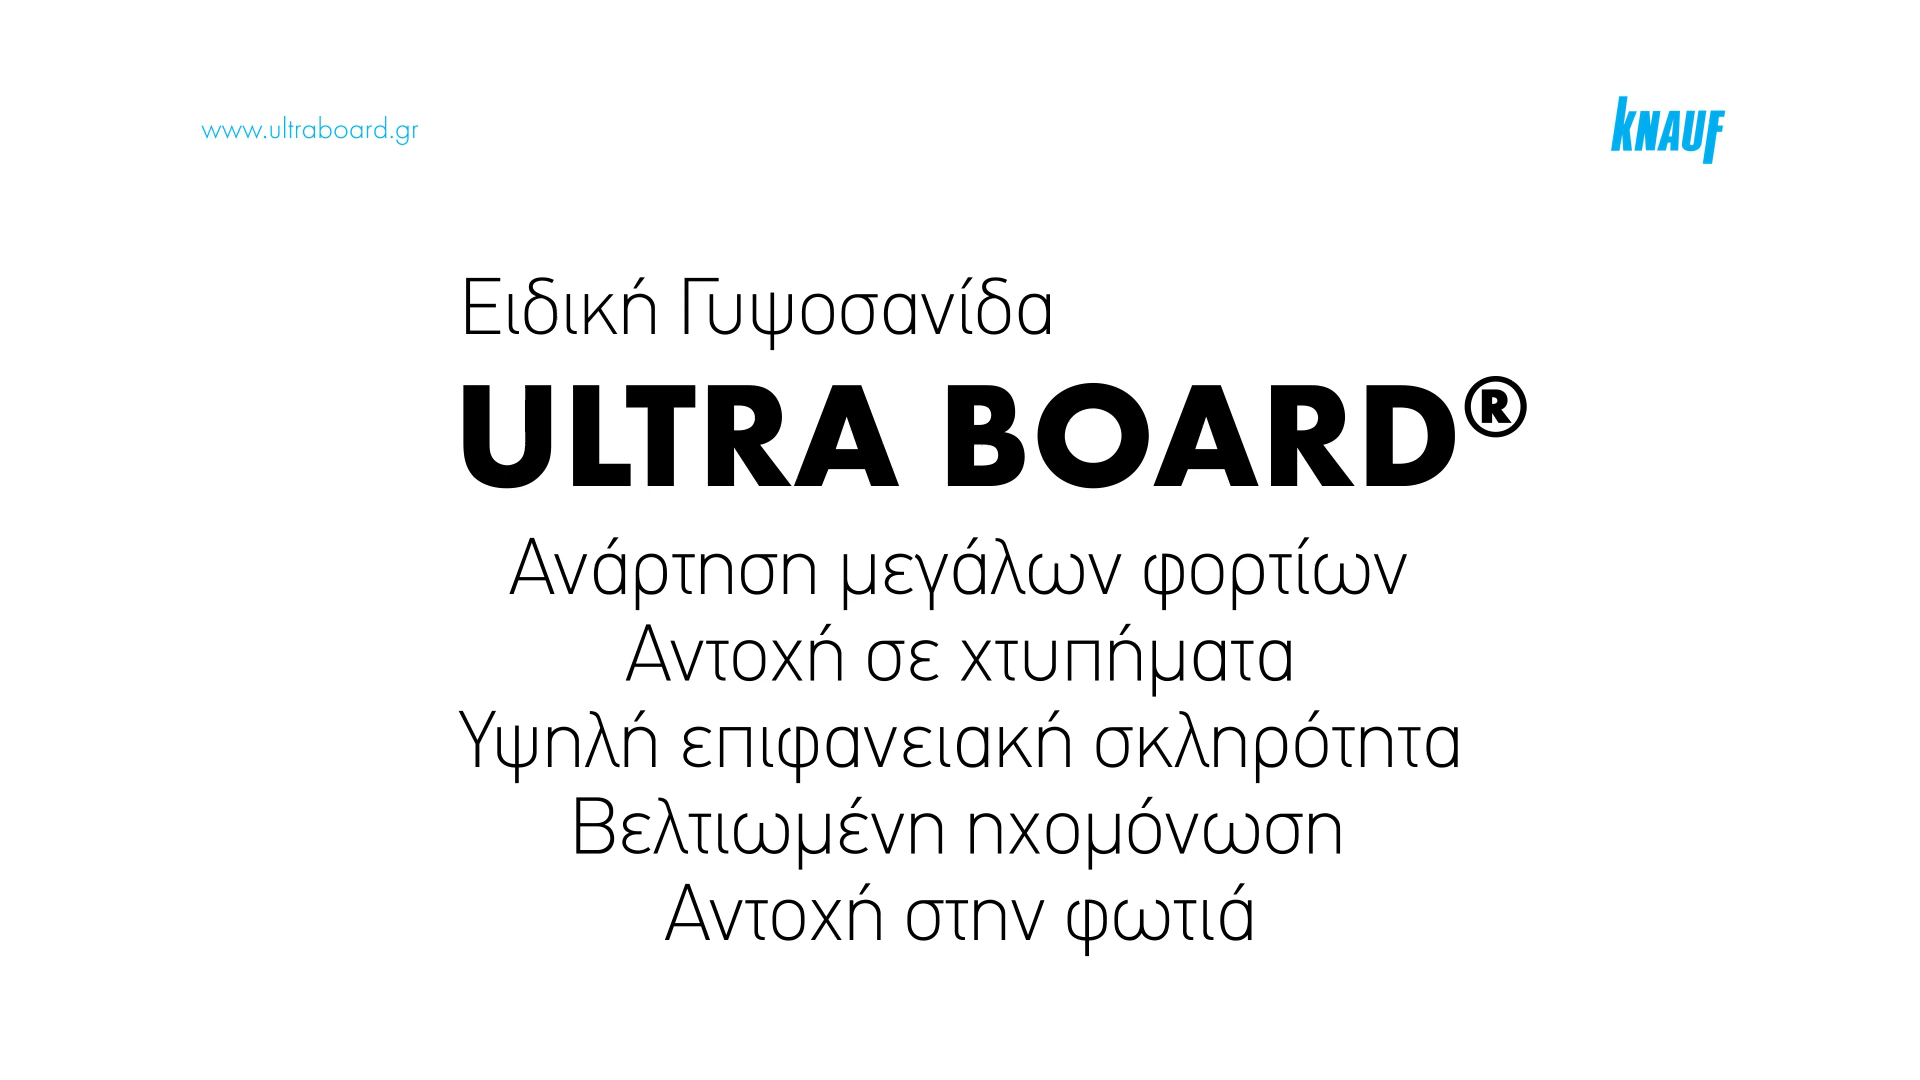 www.ultraboard.gr
KNAUF
Ειδική Γυψοσανίδα
ULTRA BOARD®
Ανάρτηση μεγάλων φορτίων
Αντοχή σε χτυπήματα
Υψηλή επιφανειακή σκληρότητα
Βελτιωμένη ηχομόνωση
Αντοχή στην φωτιά